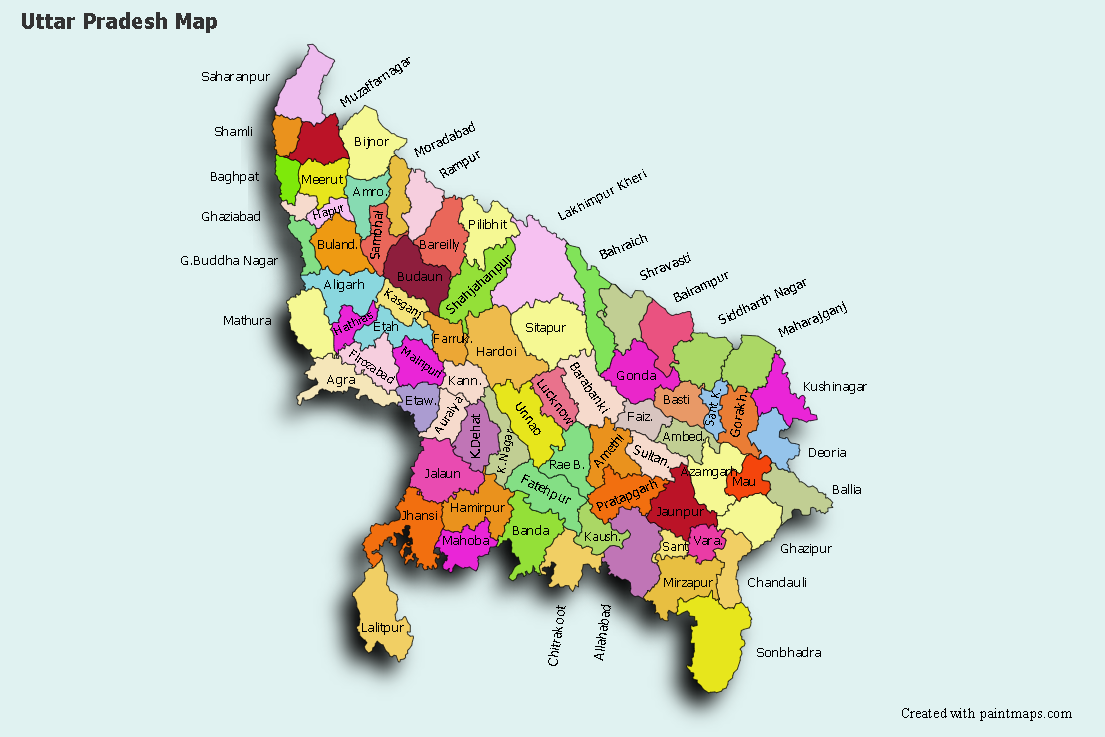 Uttar Pradesh Map
Saharanpur
Muzaffarnagar
Shamli
Bijnor
Moradabad
Baghpat
Meerut
Amro.
Rampur
Ghaziabad
Hapur
Sambhal
Pilibhit
Lakhimpur Kheri
G.Buddha Nagar
Buland.
Bareilly
Bahraich
Budaun
Shahjahanpur
Shravasti
Aligarh
Kasganj
Balrampur
Mathura
Hathras
Etah
Farruk.
Sitapur
Siddharth Nagar
Maharajganj
Firozabad
Mainpuri
Hardoi
Agra
Kann.
Gonda
Kushinagar
Etaw.
Auraiya
Lucknow
Barabanki
Basti
Sant K.
Gorakh.
K.Dehat
Unnao
Faiz.
K.Nagar
Ambed.
Deoria
Jalaun
Rae B.
Amethi
Sultan.
Azamgarh
Mau
Ballia
Fatehpur
Pratapgarh
Jhansi
Hamirpur
Jaunpur
Mahoba
Banda
Kaush.
Sant
Vara.
Ghazipur
Mirzapur
Chandauli
Lalitpur
Chitrakoot
Allahabad
Sonbhadra
Created with paintmaps.com